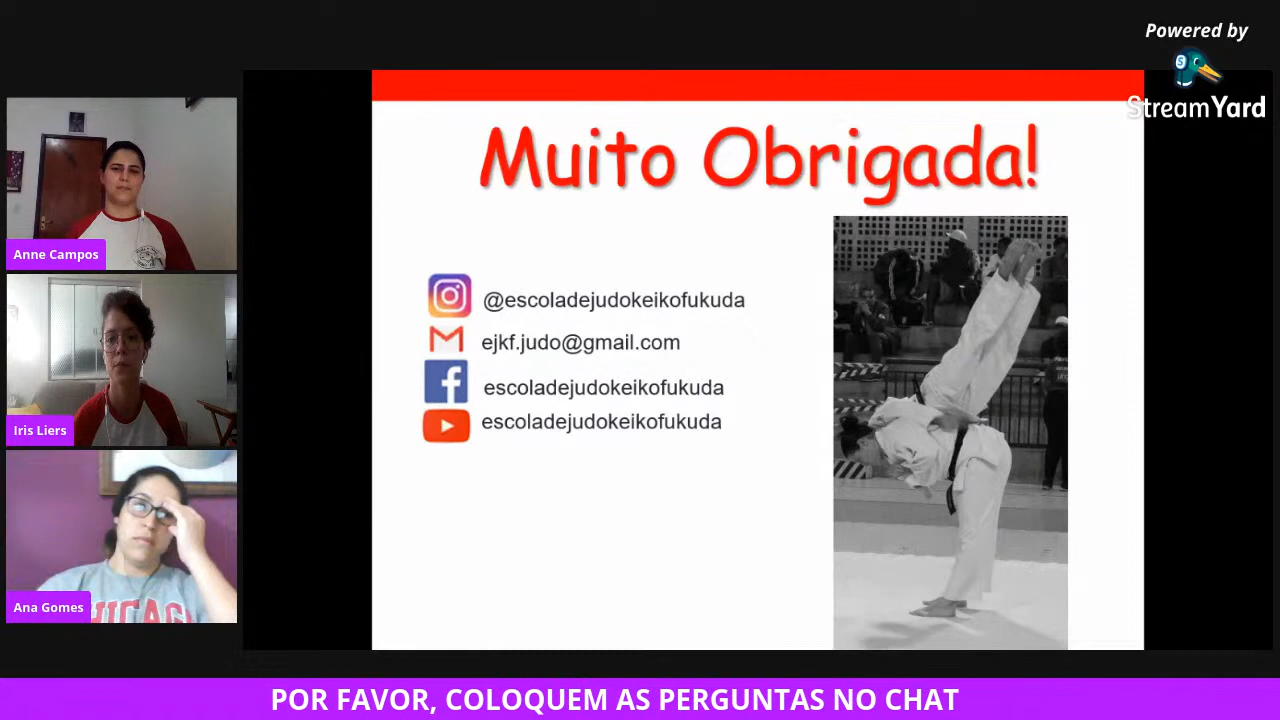 Powered by
StreamYard
Muito Obrigada!
@escoladejudokeikofukuda
ejkf.judo@gmail.com
escoladejudokeikofukuda
escoladejudokeikofukuda
Anne Campos
Iris Liers
Ana Gomes
CHICAG
POR FAVOR, COLOQUEM AS PERGUNTAS NO CHAT